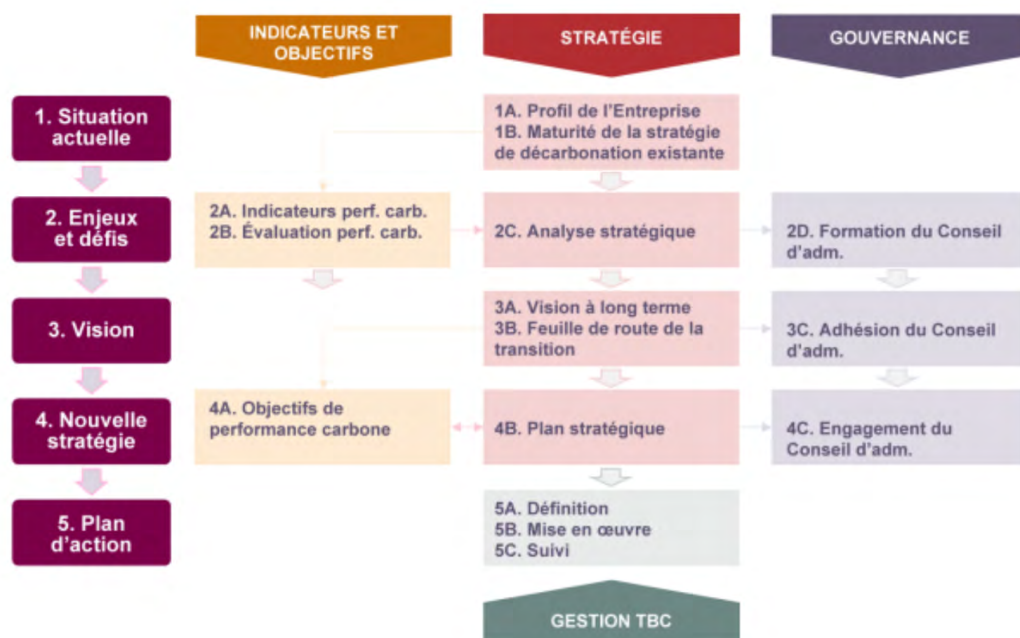 INDICATEURS ET
OBJECTIFS
STRATÉGIE
GOUVERNANCE
1. Situation
actuelle
1A. Profil de l'Entreprise
1B. Maturité de la stratégie
de décarbonation existante
2. Enjeux
et défis
2A. Indicateurs perf. carb.
2B. Évaluation perf. carb.
2C. Analyse stratégique
2D. Formation du Conseil
d'adm.
3. Vision
3A. Vision à long terme
3B. Feuille de route de la
transition
3C. Adhésion du Conseil
d'adm.
4. Nouvelle
stratégie
4A. Objectifs de
performance carbone
4B. Plan stratégique
4C. Engagement du
Conseil d'adm.
5. Plan
d'action
5A. Définition
5B. Mise en œuvre
5C. Suivi
GESTION TBC